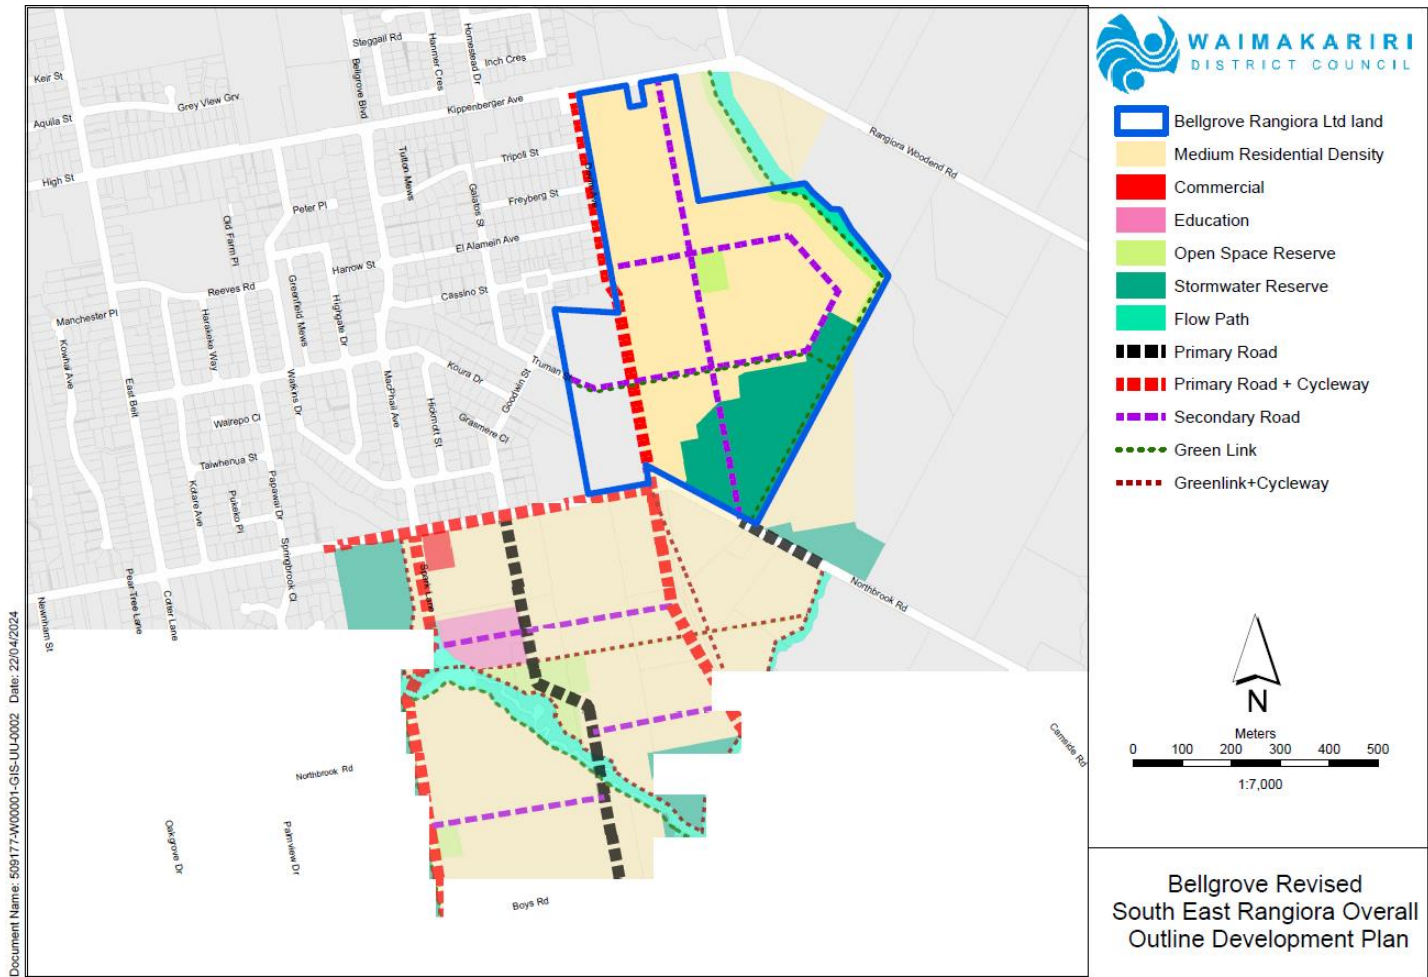 Steggall Rd
Hanmer Cres
Homestead Dr
Inch Cres
Keir St
Bellgrove Blvd
Grey View Grv
Kippenberger Ave
Aquila St
High St
Tutton Mews
Tripoli St
Galatos St
Freyberg St
Rangiora Woodend Rd
Old Farm Pl
Peter Pl
El Alamein Ave
Harrow St
Cassino St
Reeves Rd
Greenfield Mews
Highgate Dr
Manchester Pl
Harakeke Way
Kowhai Ave
East Belt
Watkins Dr
MacPhail Ave
Koura Dr
Truman St
Goodwin St
Hickmott St
Grasmere Cl
Wairepo Cl
Taiwhenua St
Kotare Ave
Pukeko Pl
Papawai Dr
Springbrook Cl
Spark Lane
Newnham St
Pear Tree Lane
Cotter Lane
Northbrook Rd
Camside Rd
Northbrook Rd
Oakgrove Dr
Palmview Dr
Boys Rd
Document Name: 509177-W00001-GIS-UU-0002 Date: 22/04/2024
WAIMAKARIRI
DISTRICT COUNCIL
Bellgrove Rangiora Ltd land
Medium Residential Density
Commercial
Education
Open Space Reserve
Stormwater Reserve
Flow Path
Primary Road
Primary Road + Cycleway
Secondary Road
Green Link
Greenlink+Cycleway
N
Meters
0 100 200 300 400 500
1:7,000
Bellgrove Revised
South East Rangiora Overall
Outline Development Plan